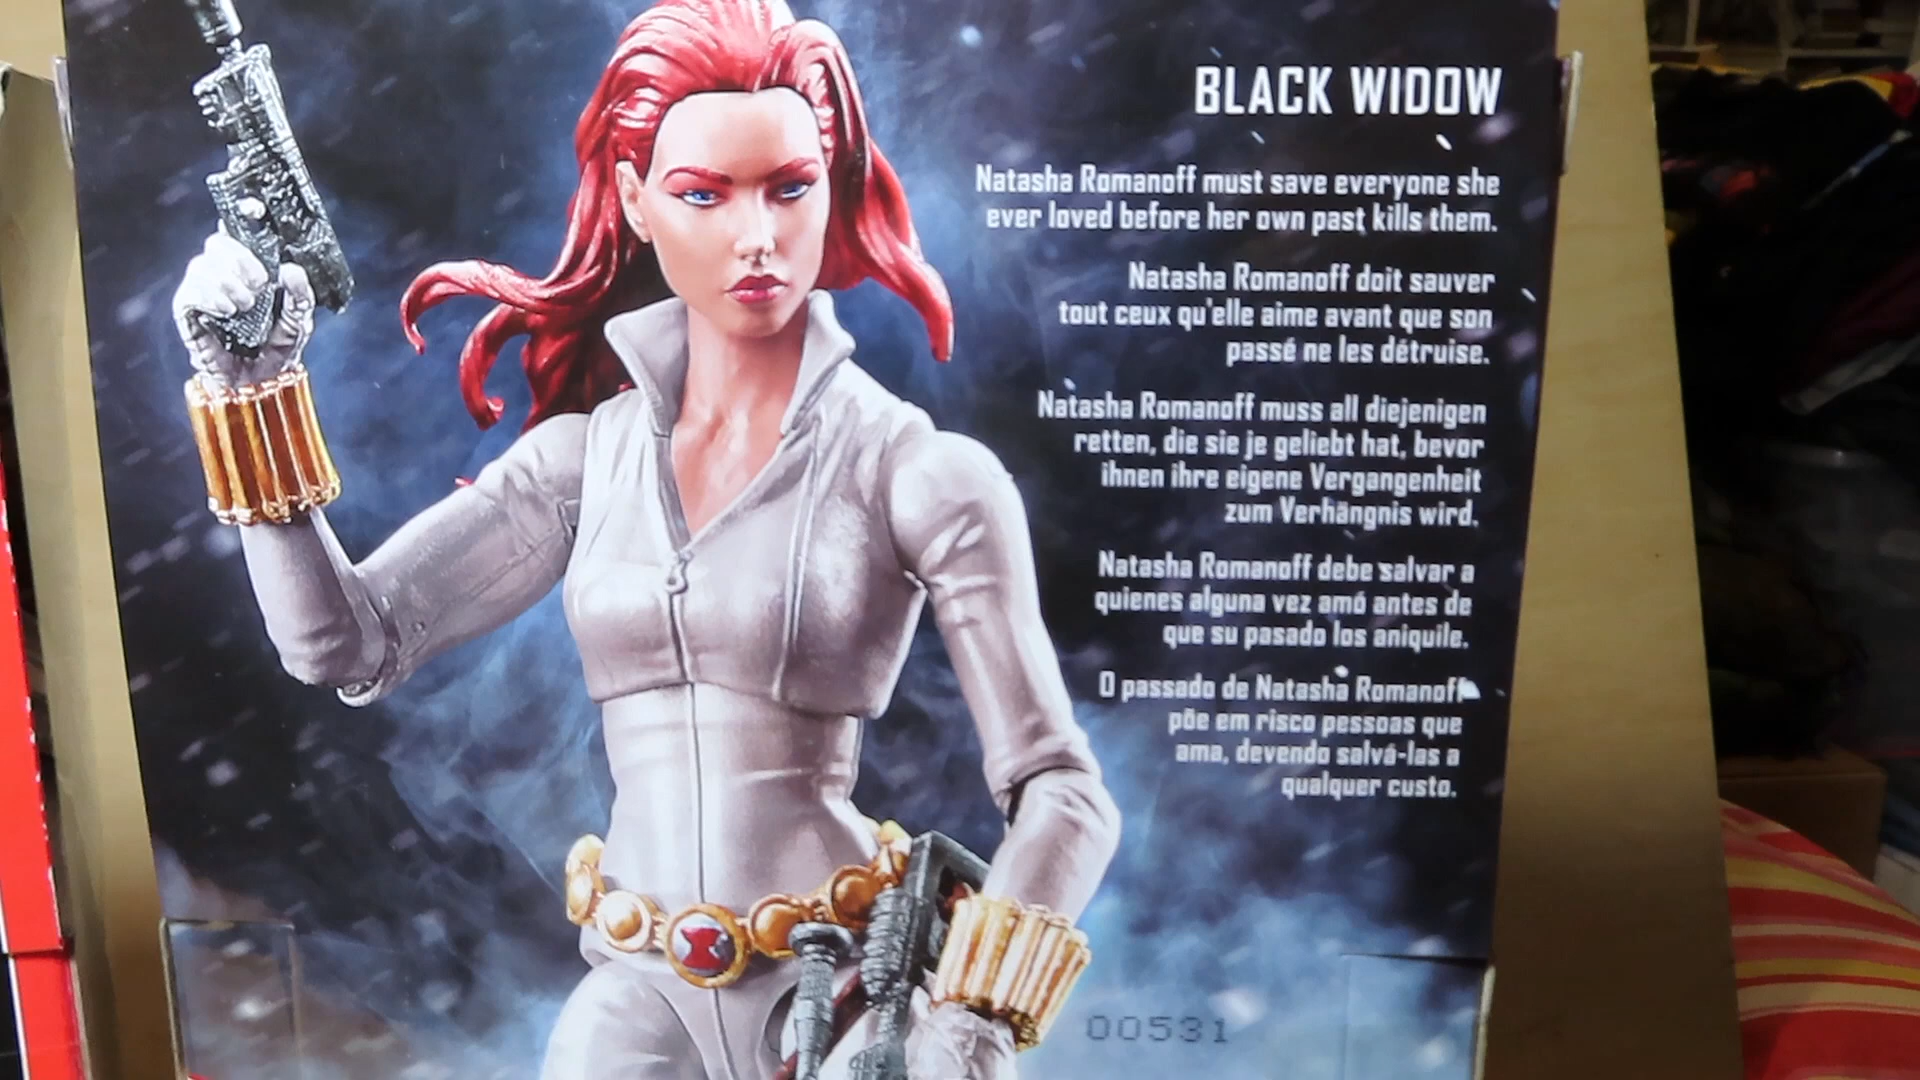 BLACK WIDOW
Natasha Romanoff must save everyone she
ever loved before her own past kills them.
Natasha Romanoff doit sauver
tout ceux qu'elle aime avant que son
passé ne les détruise.
Natasha Romanoff muss all diejenigen
retten, die sie je geliebt hat, bevor
ihnen ihre eigene Vergangenheit
zum Verhängnis wird.
Natasha Romanoff debe salvar a
quienes alguna vez amó antes de
que su pasado los aniquile.
O passado de Natasha Romanoff
põe em risco pessoas que
ama, devendo salvá-las a
qualquer custo.
00531